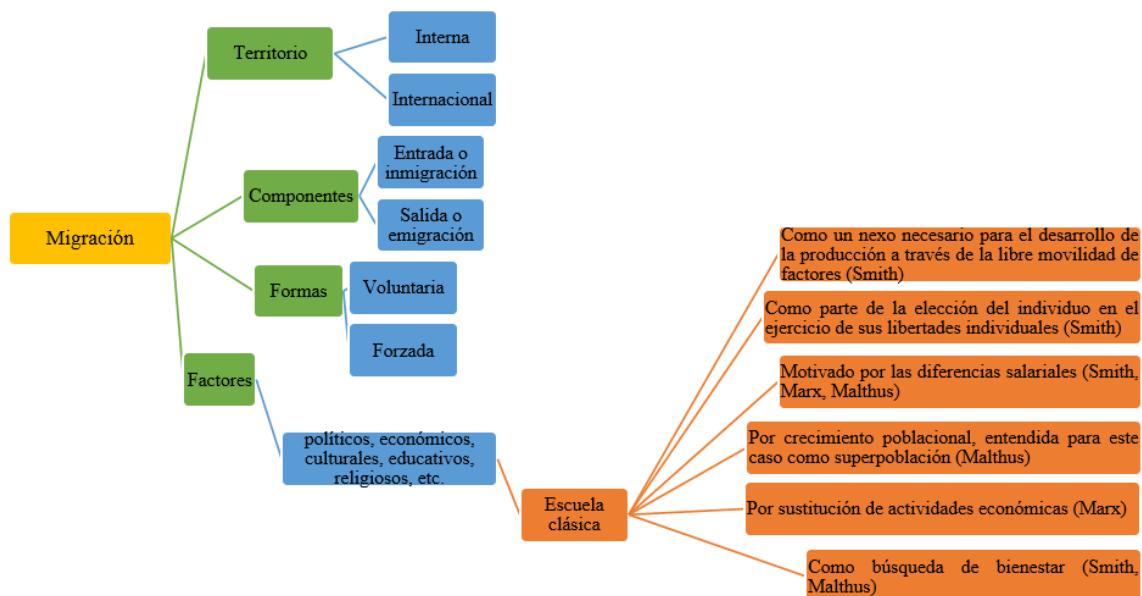 Migración
Territorio
Interna
Internacional
Componentes
Entrada o
inmigración
Salida o
emigración
Formas
Voluntaria
Forzada
Factores
políticos, económicos,
culturales, educativos,
religiosos, etc.
Escuela
clásica
Como un nexo necesario para el desarrollo de
la producción a través de la libre movilidad de
factores (Smith)
Como parte de la elección del individuo en el
ejercicio de sus libertades individuales (Smith)
Motivado por las diferencias salariales (Smith,
Marx, Malthus)
Por crecimiento poblacional, entendida para este
caso como superpoblación (Malthus)
Por sustitución de actividades económicas (Marx)
Como búsqueda de bienestar (Smith,
Malthus)